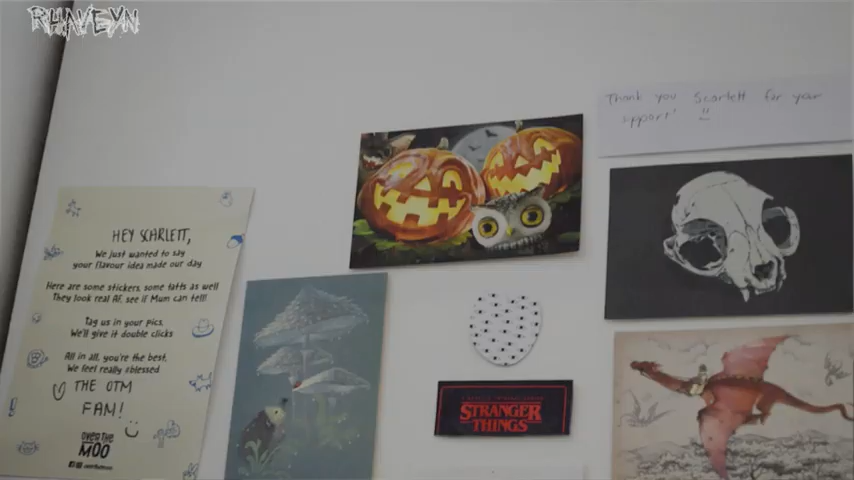 RHAVEYN
HEY SCARLETT,
We just wanted to say
your flavour idea made our day
Here are some stickers, some tatts as well
They look real AF, see if Mum can tell!
Tag us in your pics,
We'll give it double clicks
All in all, you're the best,
We feel really #blessed
THE OTM
FAM!
OVER THE
MOO
Thank you Scarlett for your
support
STRANGER
THINGS